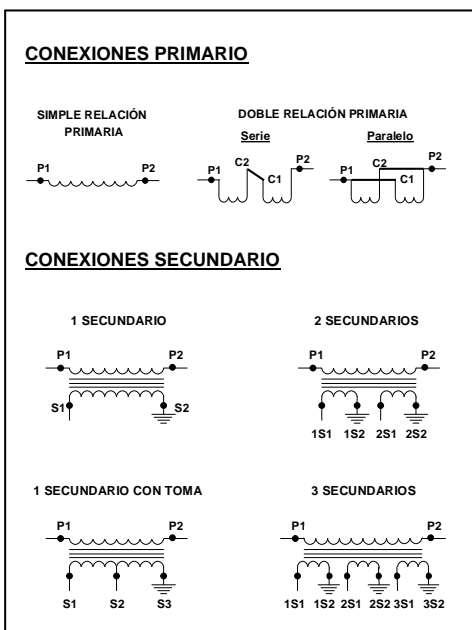 CONEXIONES PRIMARIO
SIMPLE RELACIÓN
PRIMARIA
DOBLE RELACIÓN PRIMARIA
Serie
Paralelo
P1 P2
P1 C2 C1 P2
P1 C2 C1 P2
CONEXIONES SECUNDARIO
1 SECUNDARIO
P1 P2
S1 S2
2 SECUNDARIOS
P1 P2
1S1 1S2 2S1 2S2
1 SECUNDARIO CON TOMA
P1 P2
S1 S2 S3
3 SECUNDARIOS
P1 P2
1S1 1S2 2S1 2S2 3S1 3S2